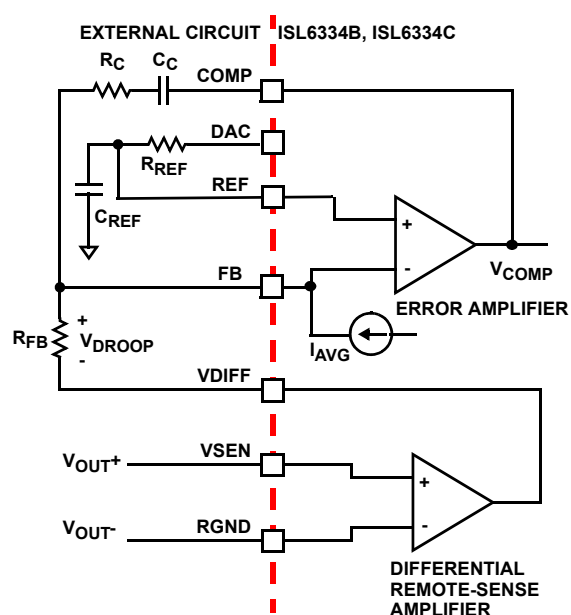 EXTERNAL CIRCUIT ISL6334B, ISL6334C
RC CC COMP
DAC
RREF
REF
CREF
+
-
VCOMP
FB
ERROR AMPLIFIER
RFB + VDROOP -
IAVG
VDIFF
VOUT+ VSEN
+
-
VOUT- RGND
DIFFERENTIAL
REMOTE-SENSE
AMPLIFIER